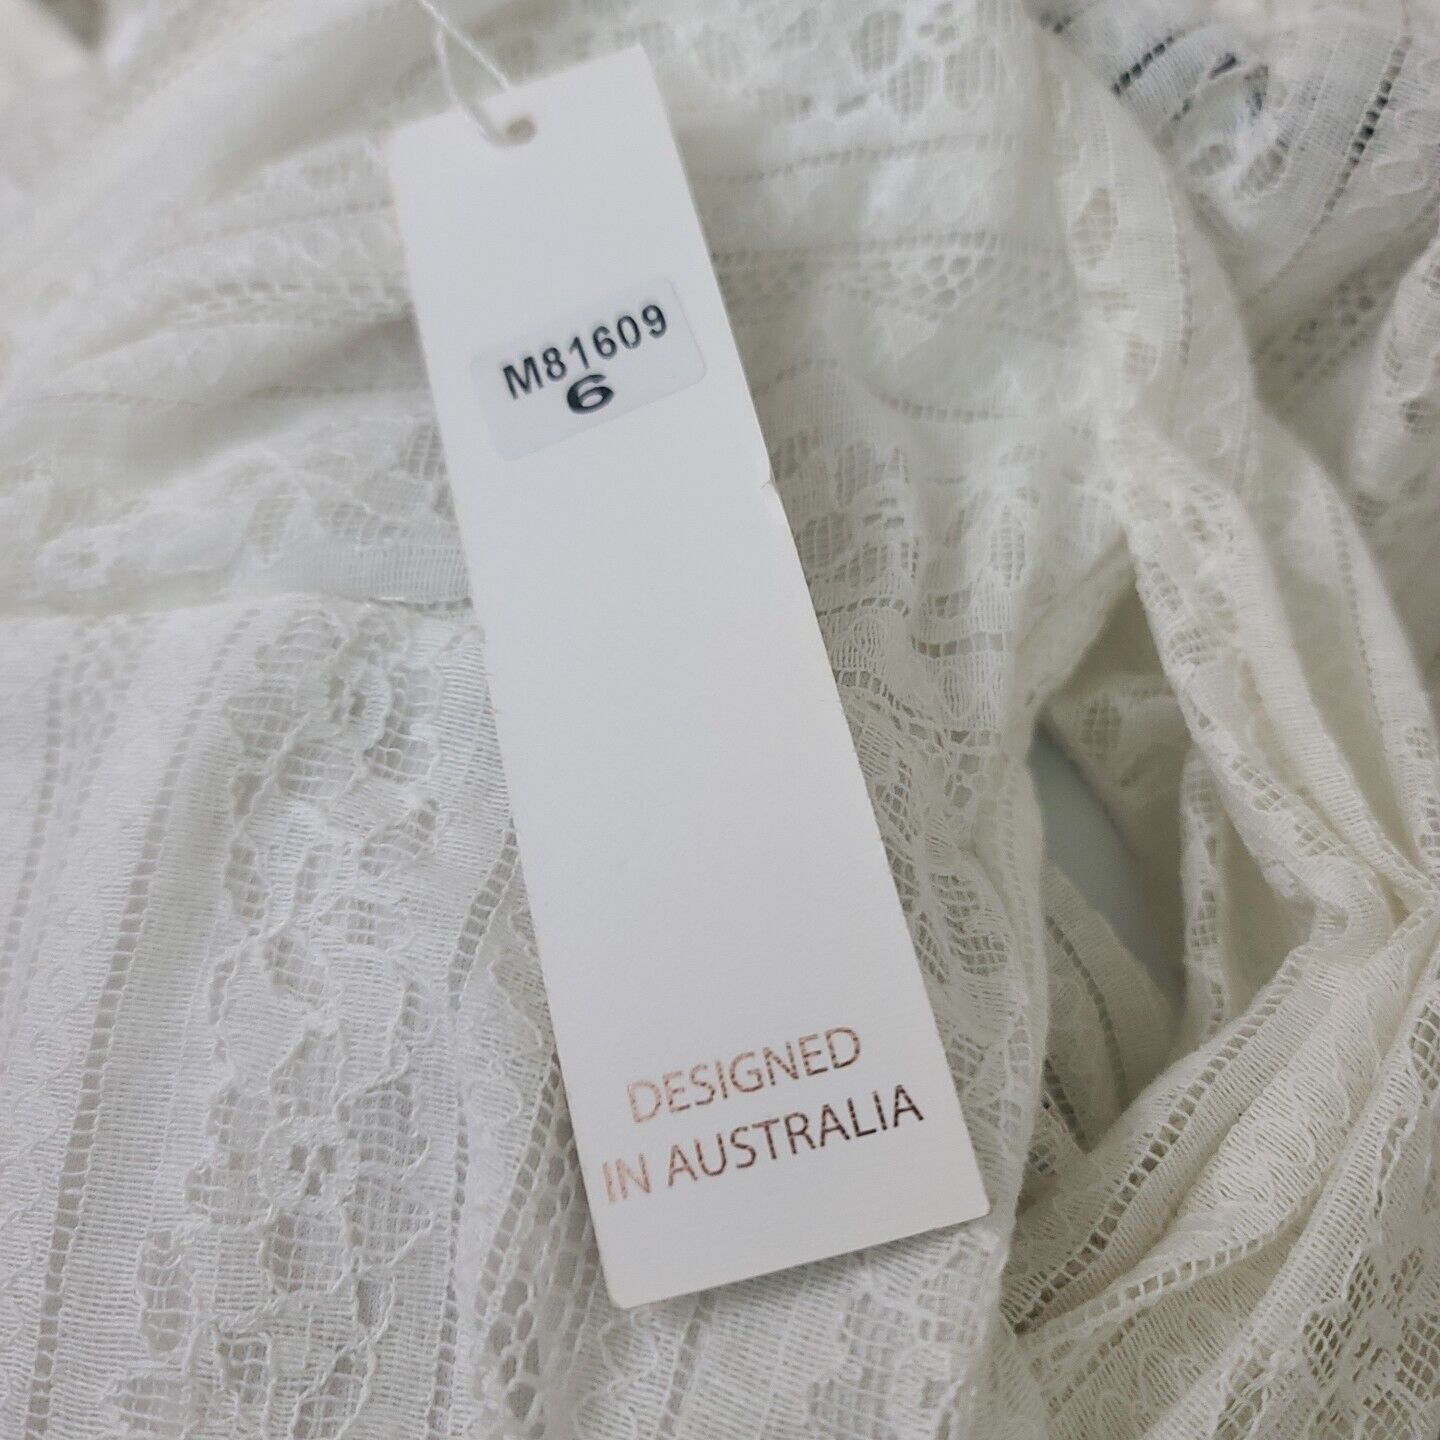 M81609
6
DESIGNED
IN AUSTRALIA